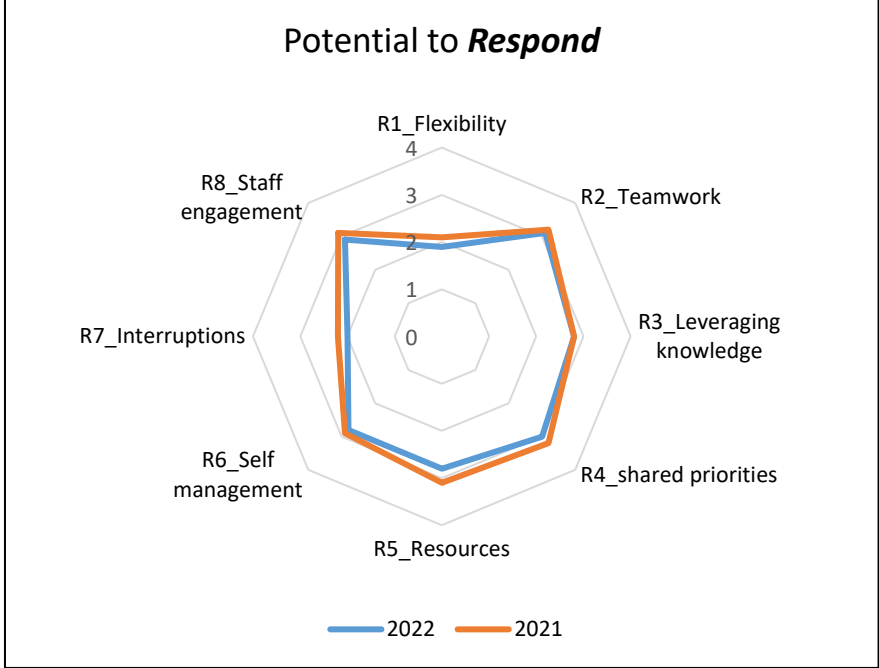 Potential to Respond
R1_Flexibility
4
3
2
1
0
R2_Teamwork
R3_Leveraging
knowledge
R4_shared priorities
R5_Resources
R6_Self
management
R7_Interruptions
R8_Staff
engagement
2022
2021